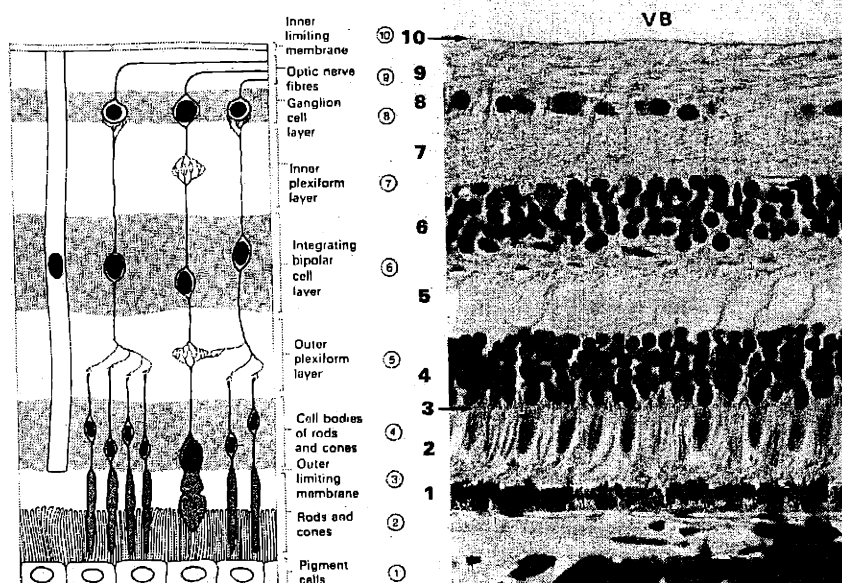 VB
Inner
limiting
membrane
⑩
10
Optic nerve
fibres
⑨
9
Ganglion
cell
layer
⑧
8
7
Inner
plexiform
layer
⑦
6
Integrating
bipolar
cell
layer
⑥
5
Outer
plexiform
layer
⑤
4
Cell bodies
of rods
and cones
④
3
Outer
limiting
membrane
③
2
Rods and
cones
②
1
Pigment
cells
①